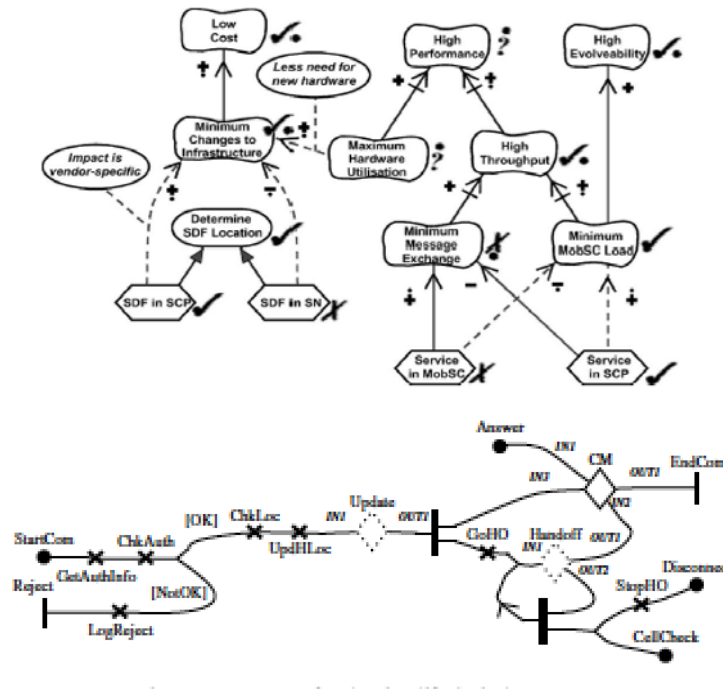 Low
Cost
High
Performance
High
Evolveability
Less need for
new hardware
Minimum
Changes to
Infrastructure
Impact is
vendor-specific
Maximum
Hardware
Utilisation
High
Throughput
Determine
SDF Location
Minimum
Message
Exchange
Minimum
MobSC Load
SDF in SCP
SDF in SN
Service
in MobSC
Service
in SCP
Answer
IN1
CM
OUT1
EndCom
IN3
IN2
[OK]
ChkLoc
IN1
Update
OUT1
UpdHLoc
GoHO
IN1
Handoff
OUT1
OUT2
StartCom
ChkAuth
GetAuthInfo
Reject
[NotOK]
LogReject
StopHO
Disconnec
CellCheck